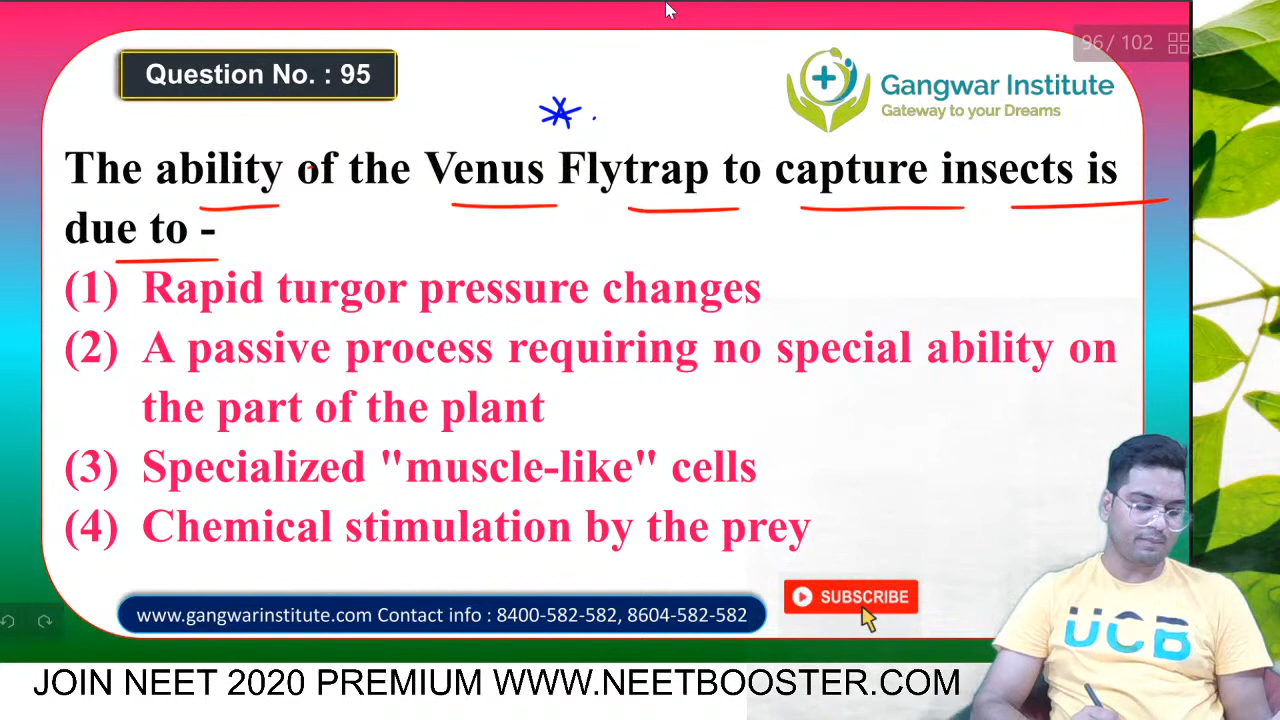 96 / 102
Question No. : 95
Gangwar Institute
Gateway to your Dreams
The ability of the Venus Flytrap to capture insects is
due to -
(1) Rapid turgor pressure changes
(2) A passive process requiring no special ability on
the part of the plant
(3) Specialized "muscle-like" cells
(4) Chemical stimulation by the prey
www.gangwarinstitute.com Contact info : 8400-582-582, 8604-582-582
SUBSCRIBE
UCB
JOIN NEET 2020 PREMIUM WWW.NEETBOOSTER.COM